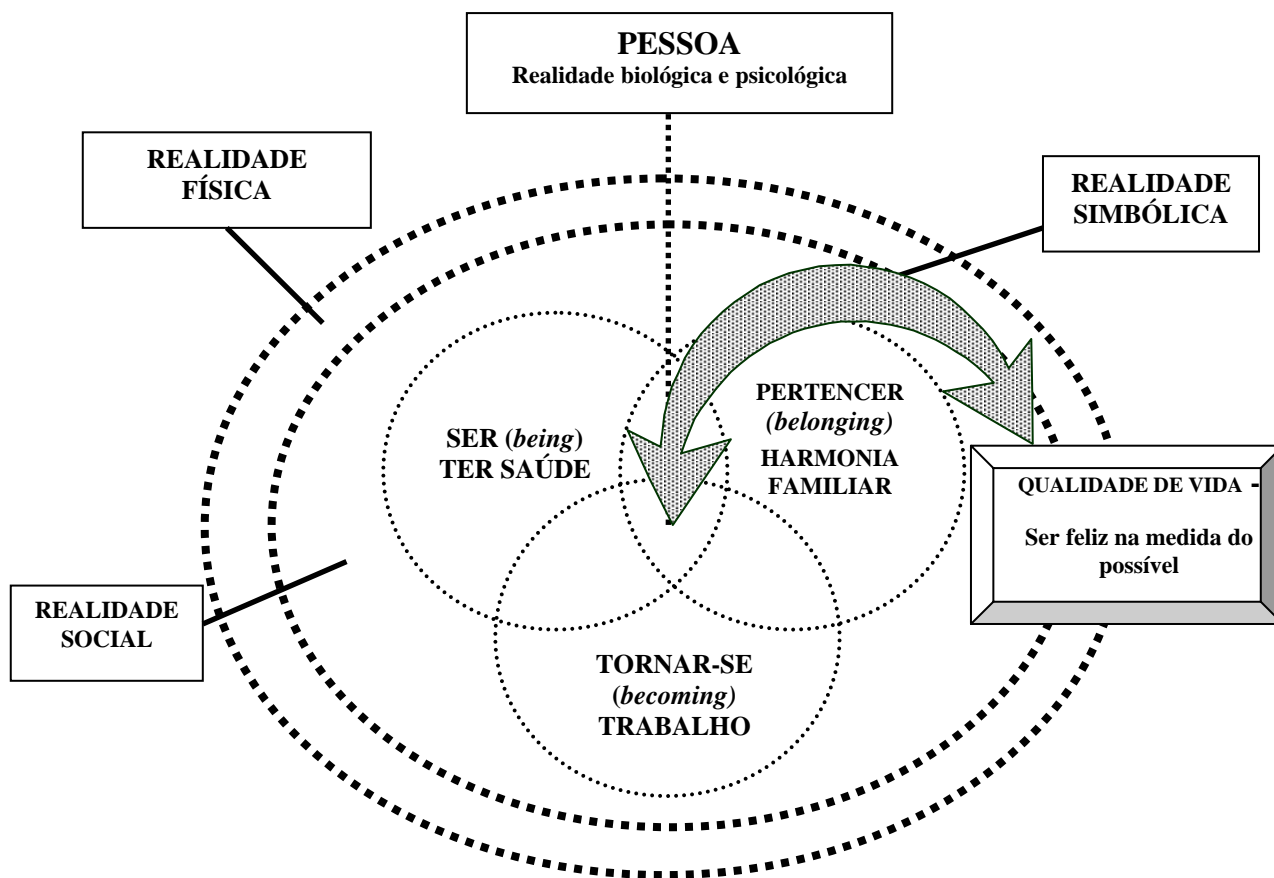 PESSOA
Realidade biológica e psicológica
REALIDADE
FÍSICA
REALIDADE
SIMBÓLICA
SER (being)
TER SAÚDE
PERTENCER
(belonging)
HARMONIA
FAMILIAR
QUALIDADE DE VIDA -
Ser feliz na medida do
possível
REALIDADE
SOCIAL
TORNAR-SE
(becoming)
TRABALHO